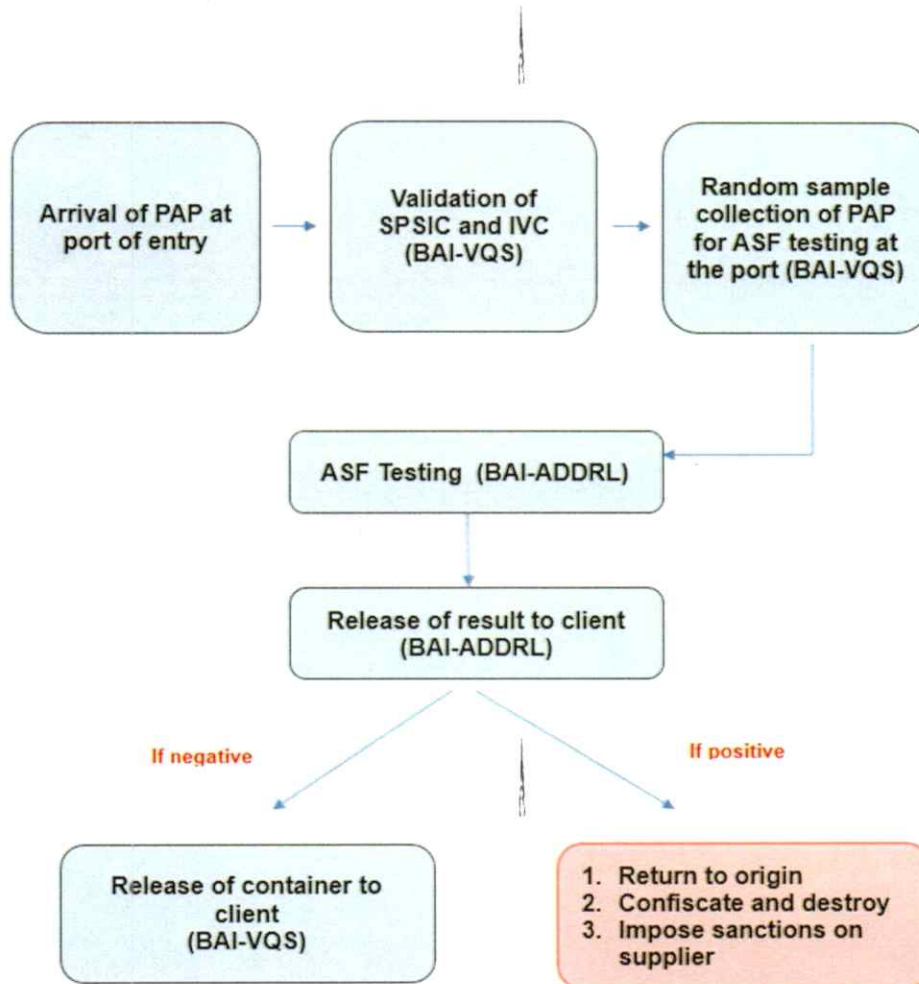 Arrival of PAP at
port of entry
Validation of
SPSIC and IVC
(BAI-VQS)
Random sample
collection of PAP
for ASF testing at
the port (BAI-VQS)
ASF Testing (BAI-ADDRL)
Release of result to client
(BAI-ADDRL)
If negative
If positive
Release of container to
client
(BAI-VQS)
1. Return to origin
2. Confiscate and destroy
3. Impose sanctions on
supplier